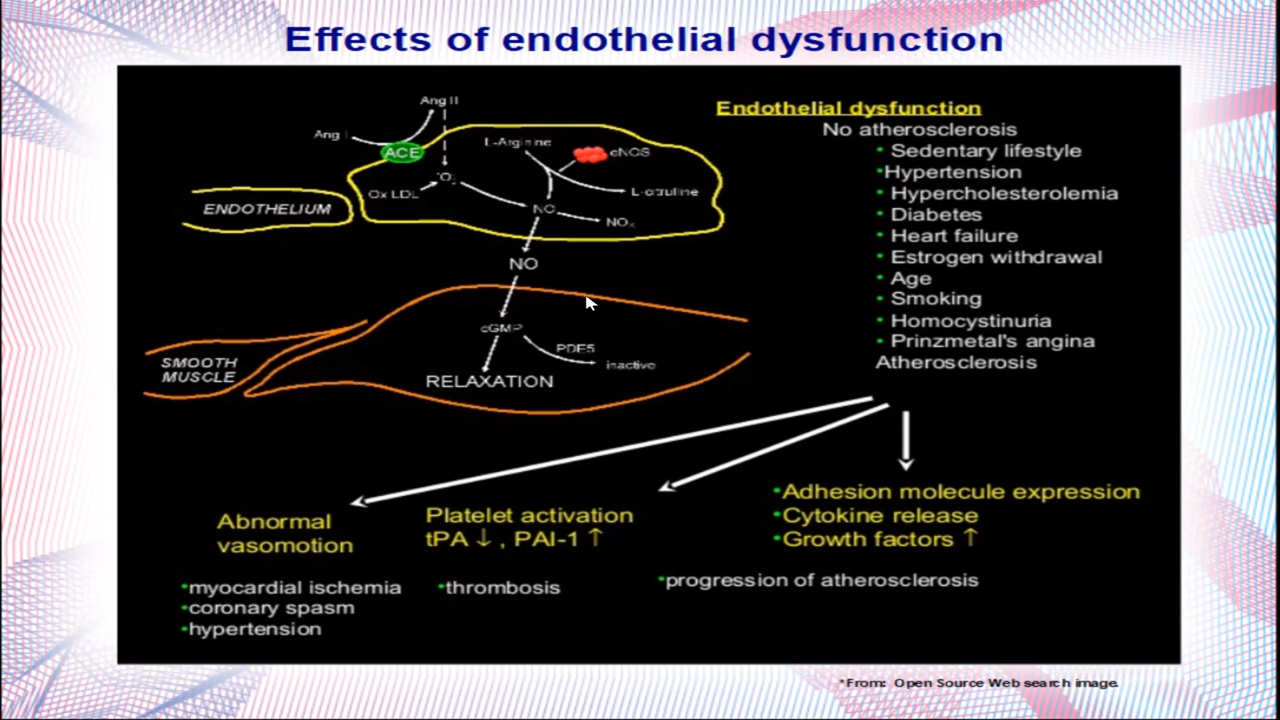 Effects of endothelial dysfunction
Ang II
Ang I
ACE
L-Arginine
cNOS
Ox LDL
L-citrulline
NO
NOx
ENDOTHELIUM
NO
cGMP
PDE5
inactive
RELAXATION
SMOOTH
MUSCLE
Endothelial dysfunction
No atherosclerosis
• Sedentary lifestyle
•Hypertension
• Hypercholesterolemia
• Diabetes
• Heart failure
• Estrogen withdrawal
• Age
• Smoking
• Homocystinuria
• Prinzmetal's angina
Atherosclerosis
Abnormal
vasomotion
•myocardial ischemia
•coronary spasm
•hypertension
Platelet activation
tPA ↓ , PAI-1 ↑
•thrombosis
•Adhesion molecule expression
•Cytokine release
•Growth factors ↑
•progression of atherosclerosis
*From: Open Source Web search image.